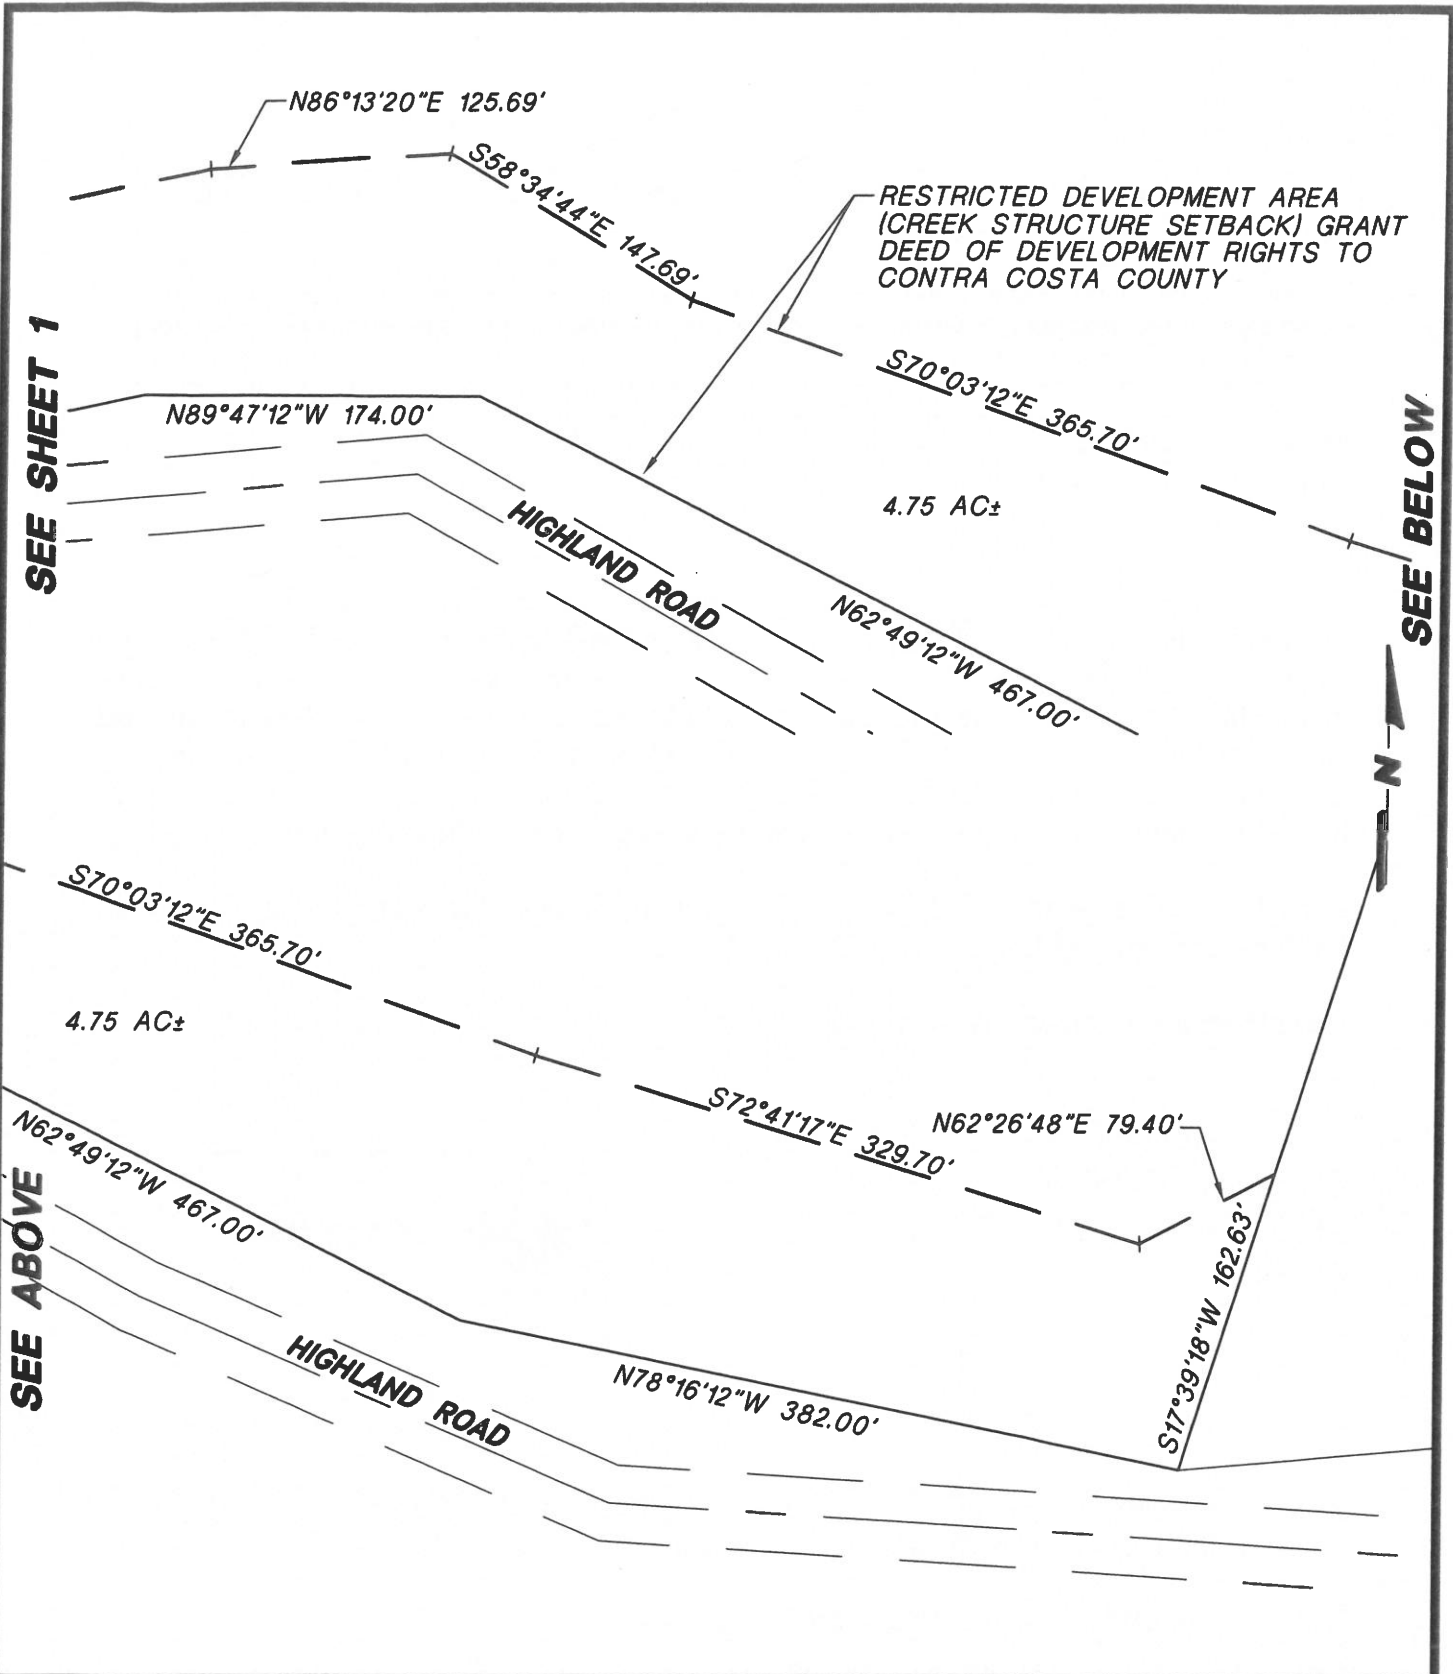 N86°13'20"E 125.69'
S58°34'44"E 147.69'
RESTRICTED DEVELOPMENT AREA
(CREEK STRUCTURE SETBACK) GRANT
DEED OF DEVELOPMENT RIGHTS TO
CONTRA COSTA COUNTY
SEE SHEET 1
S70°03'12"E 365.70'
N89°47'12"W 174.00'
4.75 AC±
SEE BELOW
HIGHLAND ROAD
N62°49'12"W 467.00'
N
S70°03'12"E 365.70'
4.75 AC±
S72°41'17"E 329.70'
N62°26'48"E 79.40'
N62°49'12"W 467.00'
SEE ABOVE
S17°39'18"W 162.63'
HIGHLAND ROAD
N78°16'12"W 382.00'